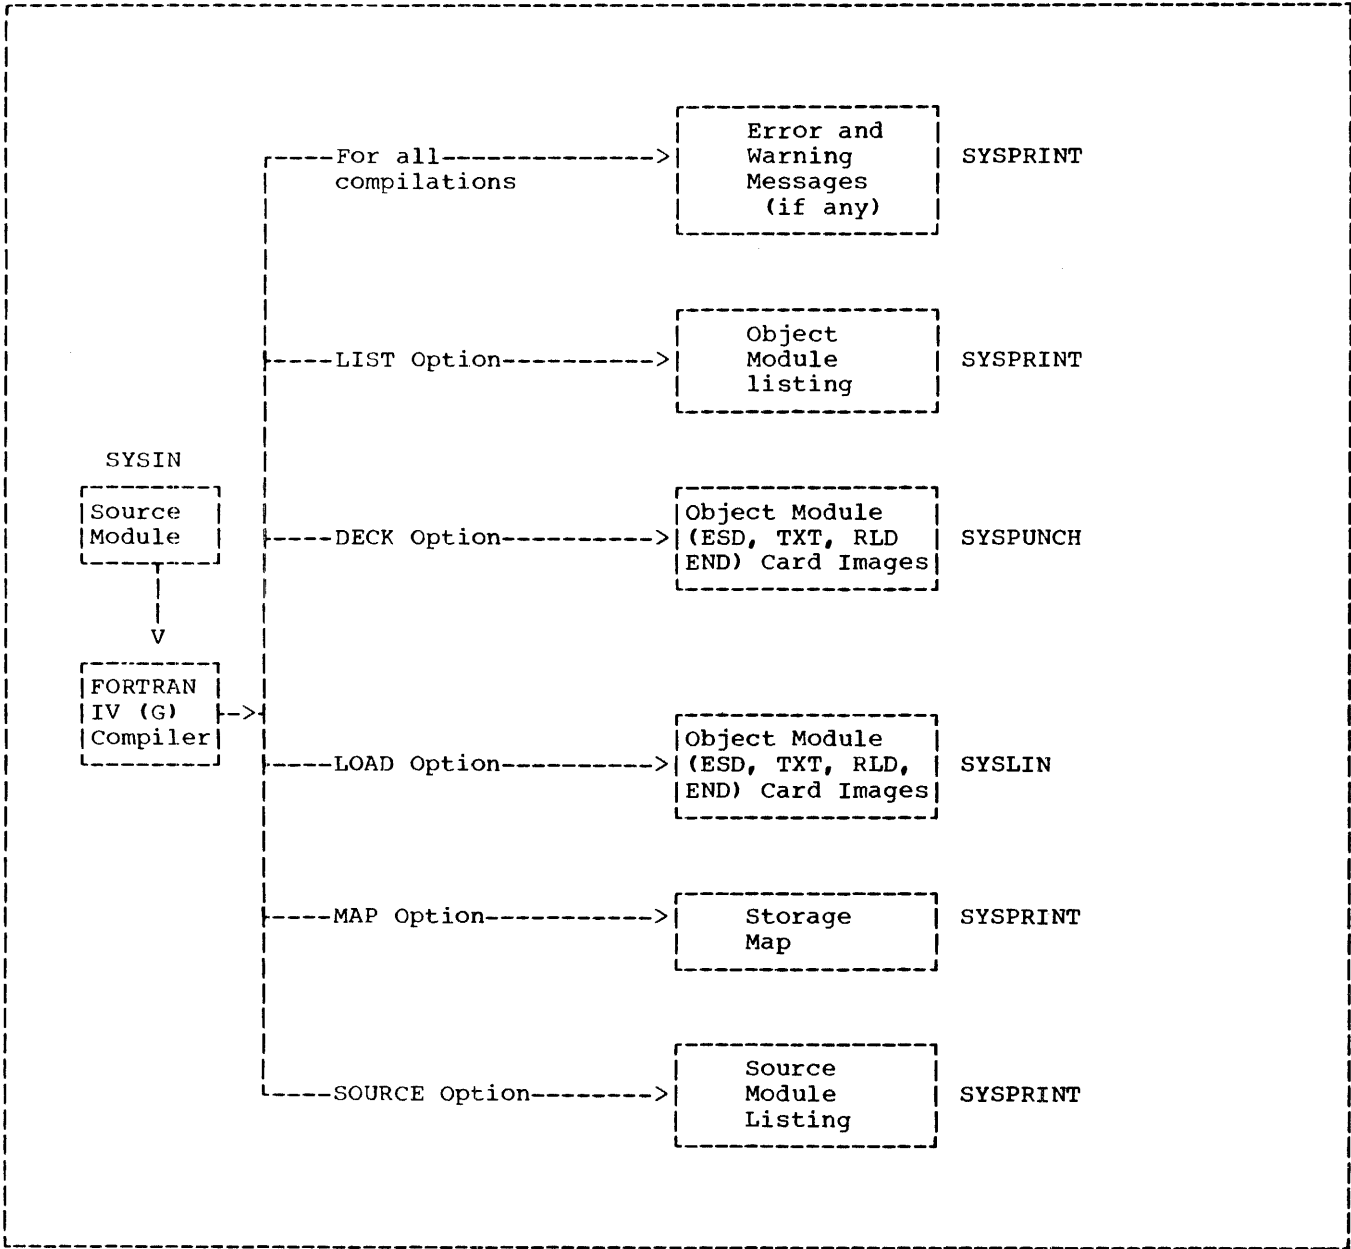 For all
compilations
Error and
Warning
Messages
(if any)
SYSPRINT
LIST Option
Object
Module
listing
SYSPRINT
SYSIN
Source
Module
DECK Option
Object Module
(ESD, TXT, RLD
END) Card Images
SYSPUNCH
V
FORTRAN
IV (G)
Compiler
LOAD Option
Object Module
(ESD, TXT, RLD,
END) Card Images
SYSLIN
MAP Option
Storage
Map
SYSPRINT
SOURCE Option
Source
Module
Listing
SYSPRINT